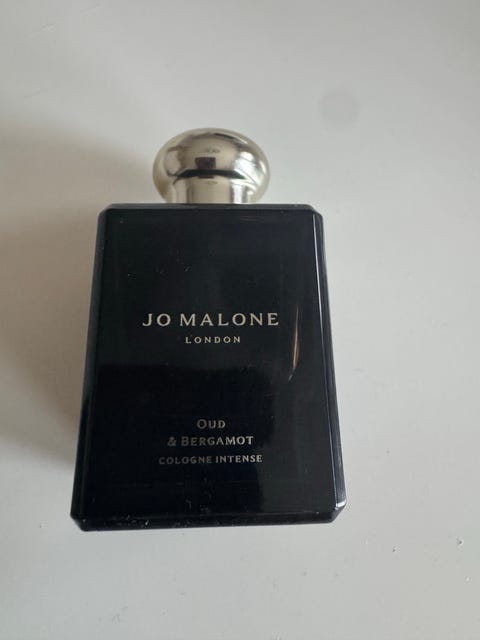 JO MALONE
LONDON
OUD
& BERGAMOT
COLOGNE INTENSE